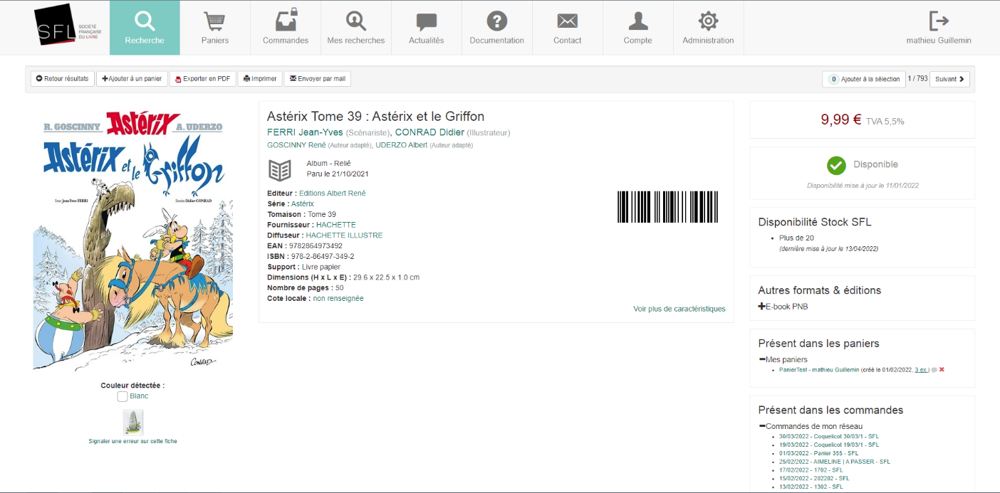 SFL
SOCIÉTÉ
FRANÇAISE
DU LIVRE
Recherche
Paniers
Commandes
Mes recherches
Actualités
Documentation
Contact
Compte
Administration
mathieu Guillemin
Retour résultats
Ajouter à un panier
Exporter en PDF
Imprimer
Envoyer par mail
0 Ajouter à la sélection
1 / 793
Suivant
R. GOSCINNY Astérix A. UDERZO
Astérix et le Griffon
Texte Jean-Yves FERRI
Dessin Didier CONRAD
CONRAD
Couleur détectée :
Blanc
Signaler une erreur sur cette fiche
Astérix Tome 39 : Astérix et le Griffon
FERRI Jean-Yves (Scénariste), CONRAD Didier (Illustrateur)
GOSCINNY René (Auteur adapté), UDERZO Albert (Auteur adapté)
Album - Relié
Paru le 21/10/2021
Editeur : Editions Albert René
Série : Astérix
Tomaison : Tome 39
Fournisseur : HACHETTE
Diffuseur : HACHETTE ILLUSTRE
EAN : 9782864973492
ISBN : 978-2-86497-349-2
Support : Livre papier
Dimensions (H x L x E) : 29.6 x 22.5 x 1.0 cm
Nombre de pages : 50
Cote locale : non renseignée
Voir plus de caractéristiques
9,99 € TVA 5,5%
Disponible
Disponibilité mise à jour le 11/01/2022
Disponibilité Stock SFL
Plus de 20
(dernière mise à jour le 13/04/2022)
Autres formats & éditions
E-book PNB
Présent dans les paniers
Mes paniers
PanierTest - mathieu Guillemin (créé le 01/02/2022, 3 ex.)
Présent dans les commandes
Commandes de mon réseau
30/03/2022 - Coquelicot 30/03/1 - SFL
19/03/2022 - Coquelicot 19/03/1 - SFL
01/03/2022 - Panier 355 - SFL
25/02/2022 - AIMELINE | A PASSER - SFL
17/02/2022 - 1702 - SFL
15/02/2022 - 202202 - SFL
13/02/2022 - 1302 - SFL